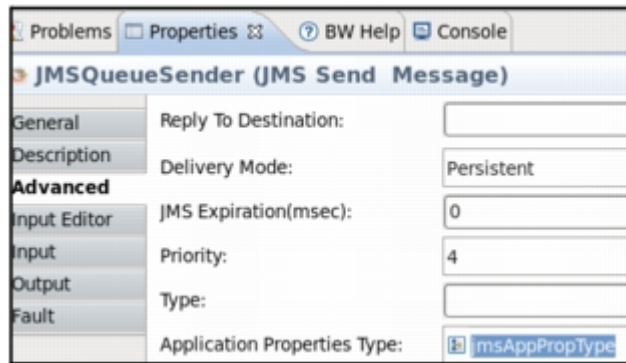 Problems Properties BW Help Console
JMSQueueSender (JMS Send Message)
General
Description
Advanced
Input Editor
Input
Output
Fault
Reply To Destination:
Delivery Mode: Persistent
JMS Expiration(msec): 0
Priority: 4
Type:
Application Properties Type: jmsAppPropType